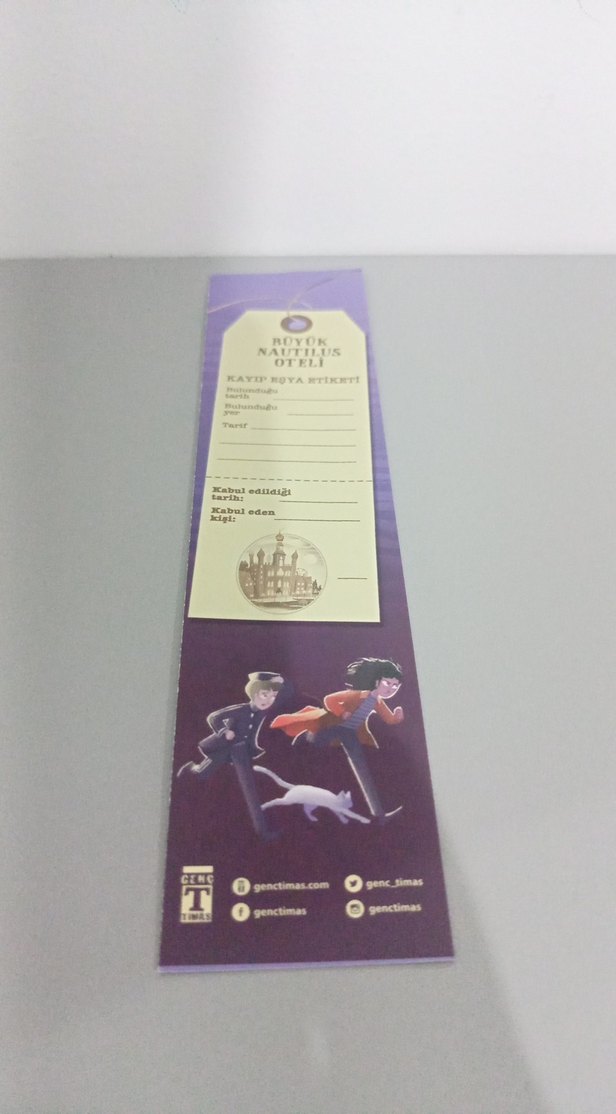 BÜYÜK
NAUTILUS
OTELİ
KAYIP EŞYA ETİKETİ
Bulunduğu
tarih
Bulunduğu
yer
Tarif
Kabul edildiği
tarih:
Kabul eden
kişi:
GENÇ
T
TİMAŞ
genctimas.com
genc_timas
genctimas
genctimas